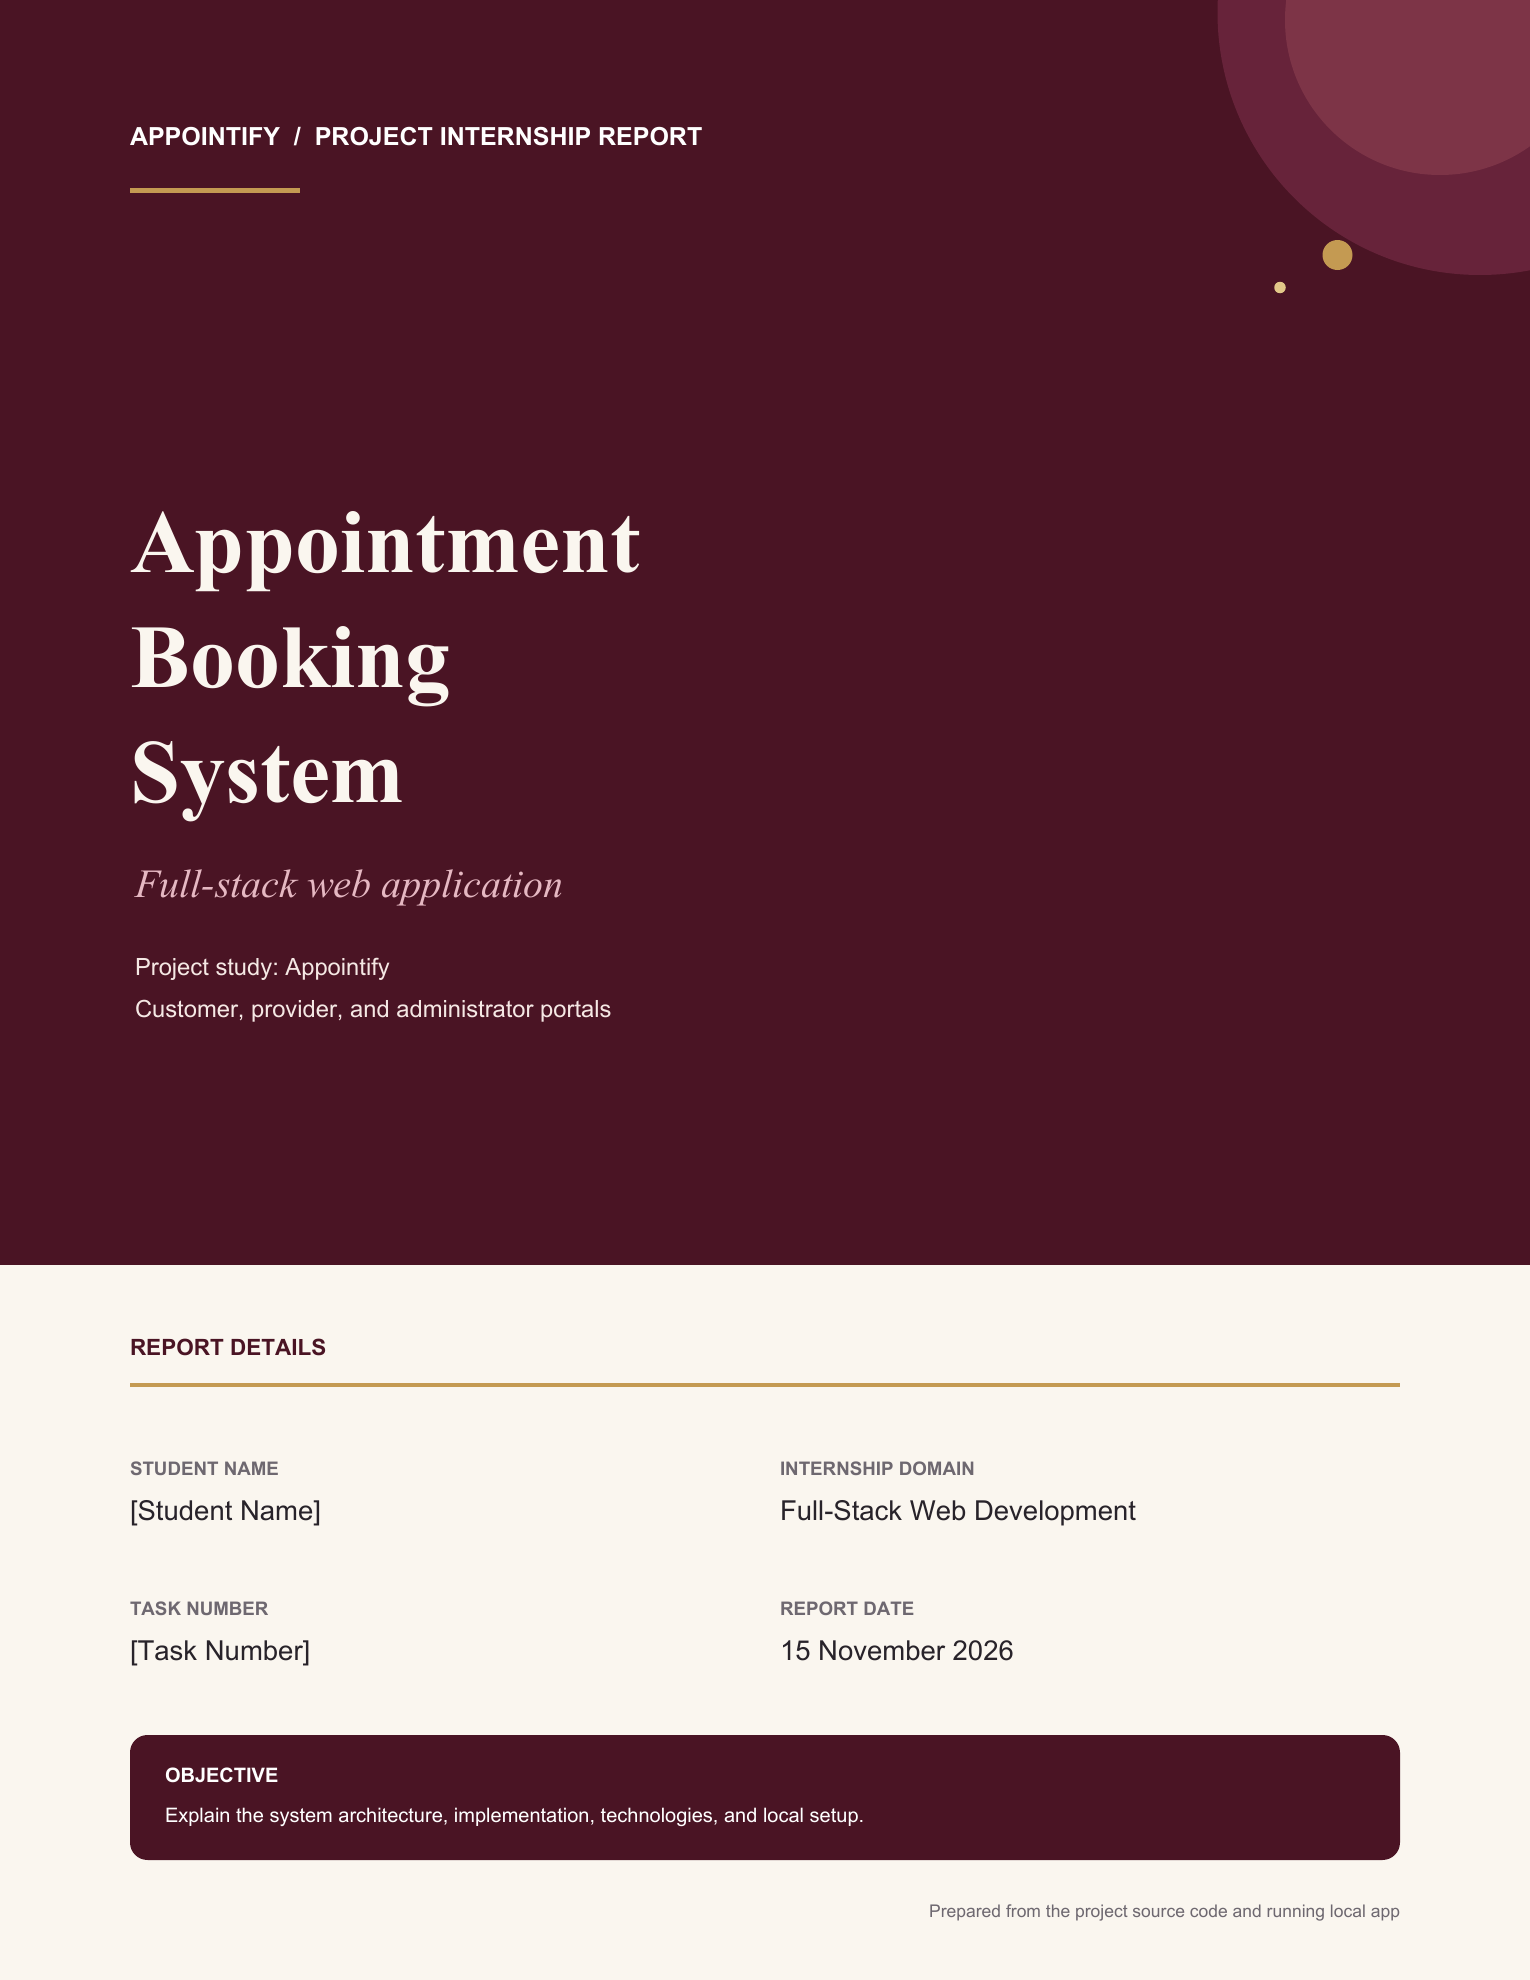 APPOINTIFY / PROJECT INTERNSHIP REPORT
Appointment
Booking
System
Full-stack web application
Project study: Appointify
Customer, provider, and administrator portals
REPORT DETAILS
STUDENT NAME
[Student Name]
INTERNSHIP DOMAIN
Full-Stack Web Development
TASK NUMBER
[Task Number]
REPORT DATE
15 November 2026
OBJECTIVE
Explain the system architecture, implementation, technologies, and local setup.
Prepared from the project source code and running local app